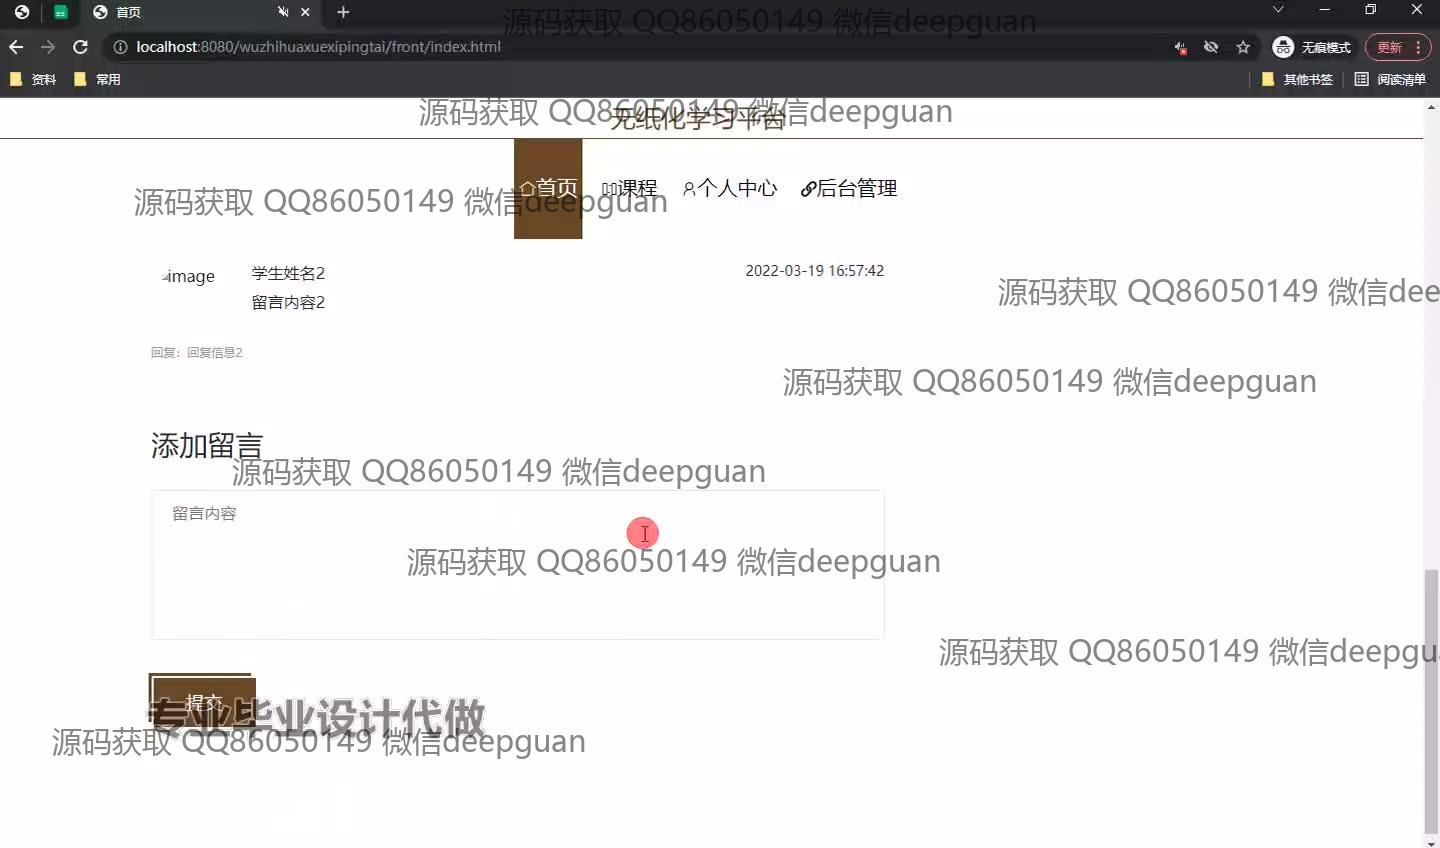 首页
源码获取 QQ86050149 微信deepguan
localhost:8080/wuzhihuaxuexipingtai/front/index.html
无痕模式
更新
资料
常用
其他书签
阅读清单
源码获取 QQ86050149 微信deepguan
无纸化学习平台
首页
课程
个人中心
后台管理
源码获取 QQ86050149 微信deepguan
image
学生姓名2
2022-03-19 16:57:42
留言内容2
源码获取 QQ86050149 微信dee
回复：回复信息2
源码获取 QQ86050149 微信deepguan
添加留言
源码获取 QQ86050149 微信deepguan
留言内容
源码获取 QQ86050149 微信deepguan
源码获取 QQ86050149 微信deepgu
提交
专业毕业设计代做
源码获取 QQ86050149 微信deepguan